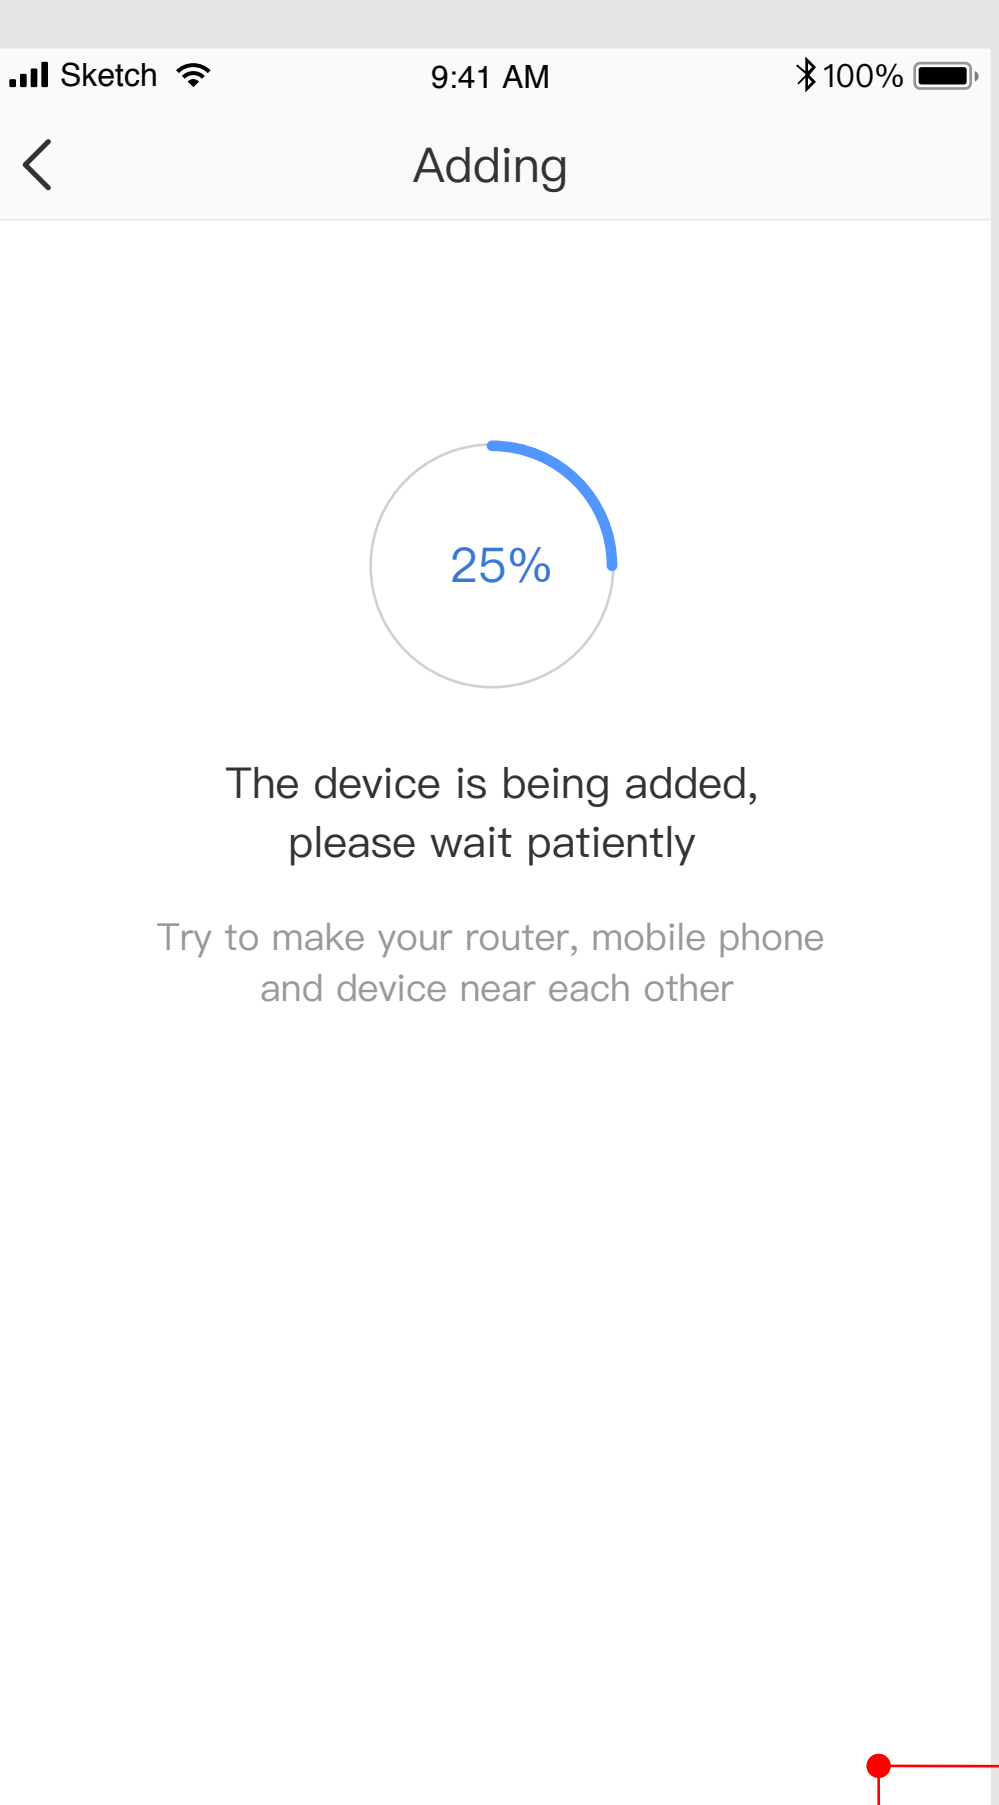 Sketch 9:41 AM 100%
Adding
25%
The device is being added,
please wait patiently
Try to make your router, mobile phone
and device near each other